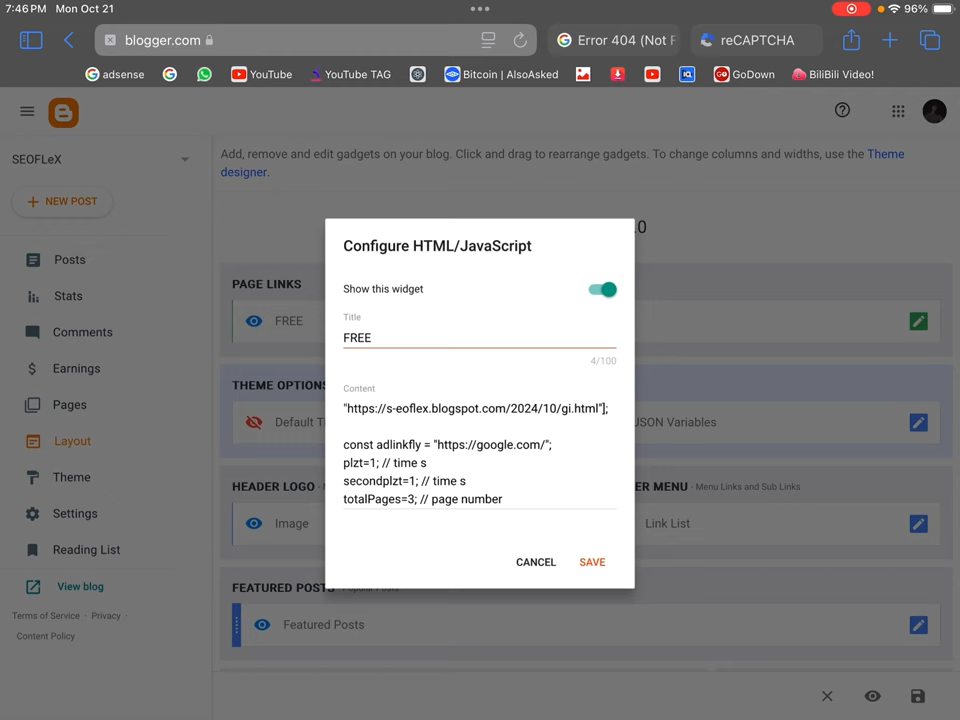 7:46 PM Mon Oct 21
96%
blogger.com
Error 404 (Not F
reCAPTCHA
adsense
YouTube
YouTube TAG
Bitcoin | AlsoAsked
GoDown
BiliBili Video!
SEOFLeX
NEW POST
Posts
Stats
Comments
Earnings
Pages
Layout
Theme
Settings
Reading List
View blog
Terms of Service · Privacy ·
Content Policy
Add, remove and edit gadgets on your blog. Click and drag to rearrange gadgets. To change columns and widths, use the Theme
designer.
.0
PAGE LINKS
FREE
THEME OPTIONS
Default
JSON Variables
HEADER LOGO
Image
MENU - Menu Links and Sub Links
Link List
FEATURED POSTS
Featured Posts
Configure HTML/JavaScript
Show this widget
Title
FREE
4/100
Content
"https://s-eoflex.blogspot.com/2024/10/gi.html"];
const adlinkfly = "https://google.com/";
plzt=1; // time s
secondplzt=1; // time s
totalPages=3; // page number
CANCEL
SAVE